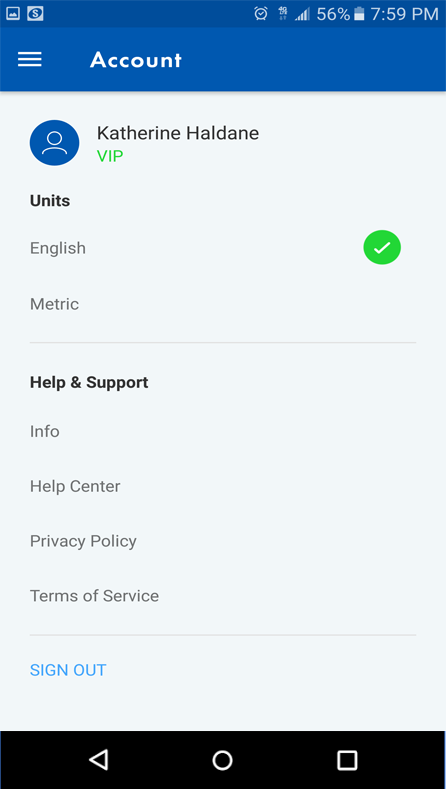 56% 7:59 PM
Account
Katherine Haldane
VIP
Units
English
Metric
Help & Support
Info
Help Center
Privacy Policy
Terms of Service
SIGN OUT